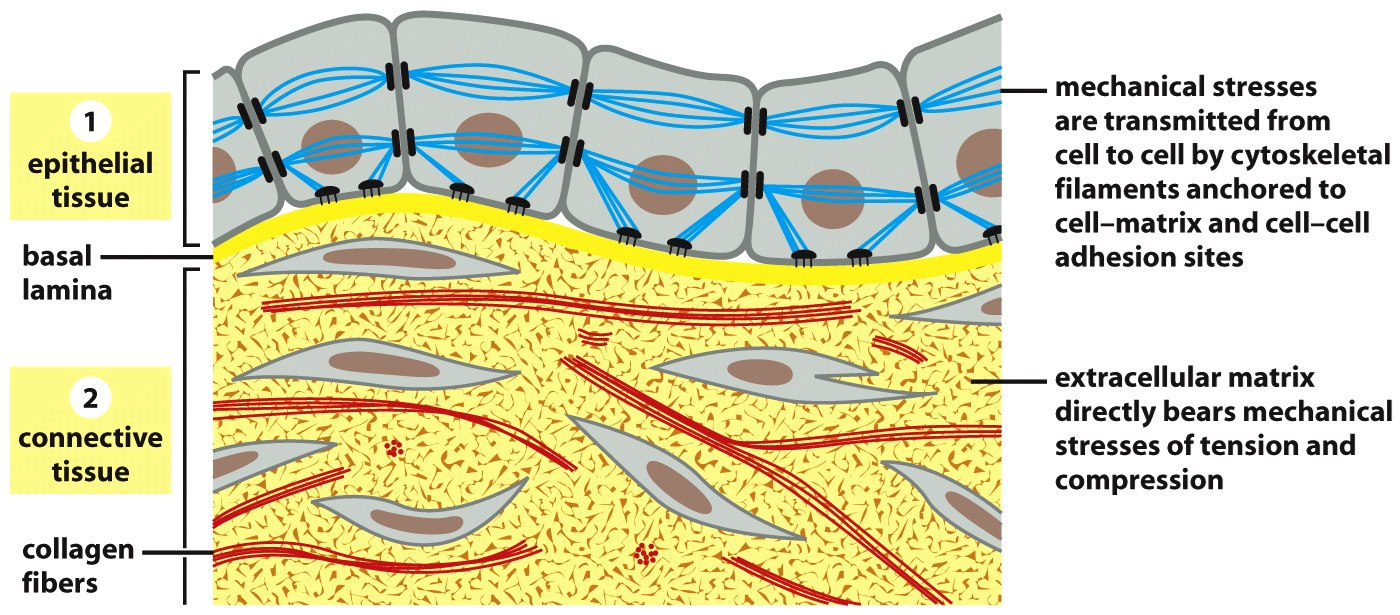 1
epithelial
tissue
basal
lamina
2
connective
tissue
collagen
fibers
mechanical stresses
are transmitted from
cell to cell by cytoskeletal
filaments anchored to
cell–matrix and cell–cell
adhesion sites
extracellular matrix
directly bears mechanical
stresses of tension and
compression